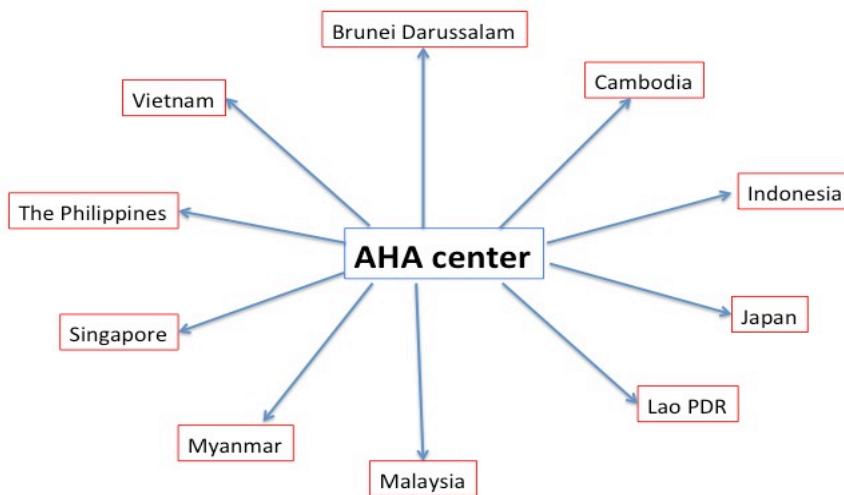 Brunei Darussalam
Cambodia
Vietnam
Indonesia
The Philippines
AHA center
Japan
Singapore
Lao PDR
Myanmar
Malaysia